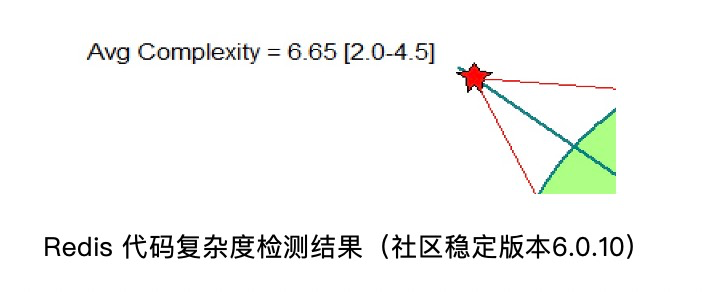 Avg Complexity = 6.65 [2.0-4.5]
Redis 代码复杂度检测结果（社区稳定版本6.0.10）